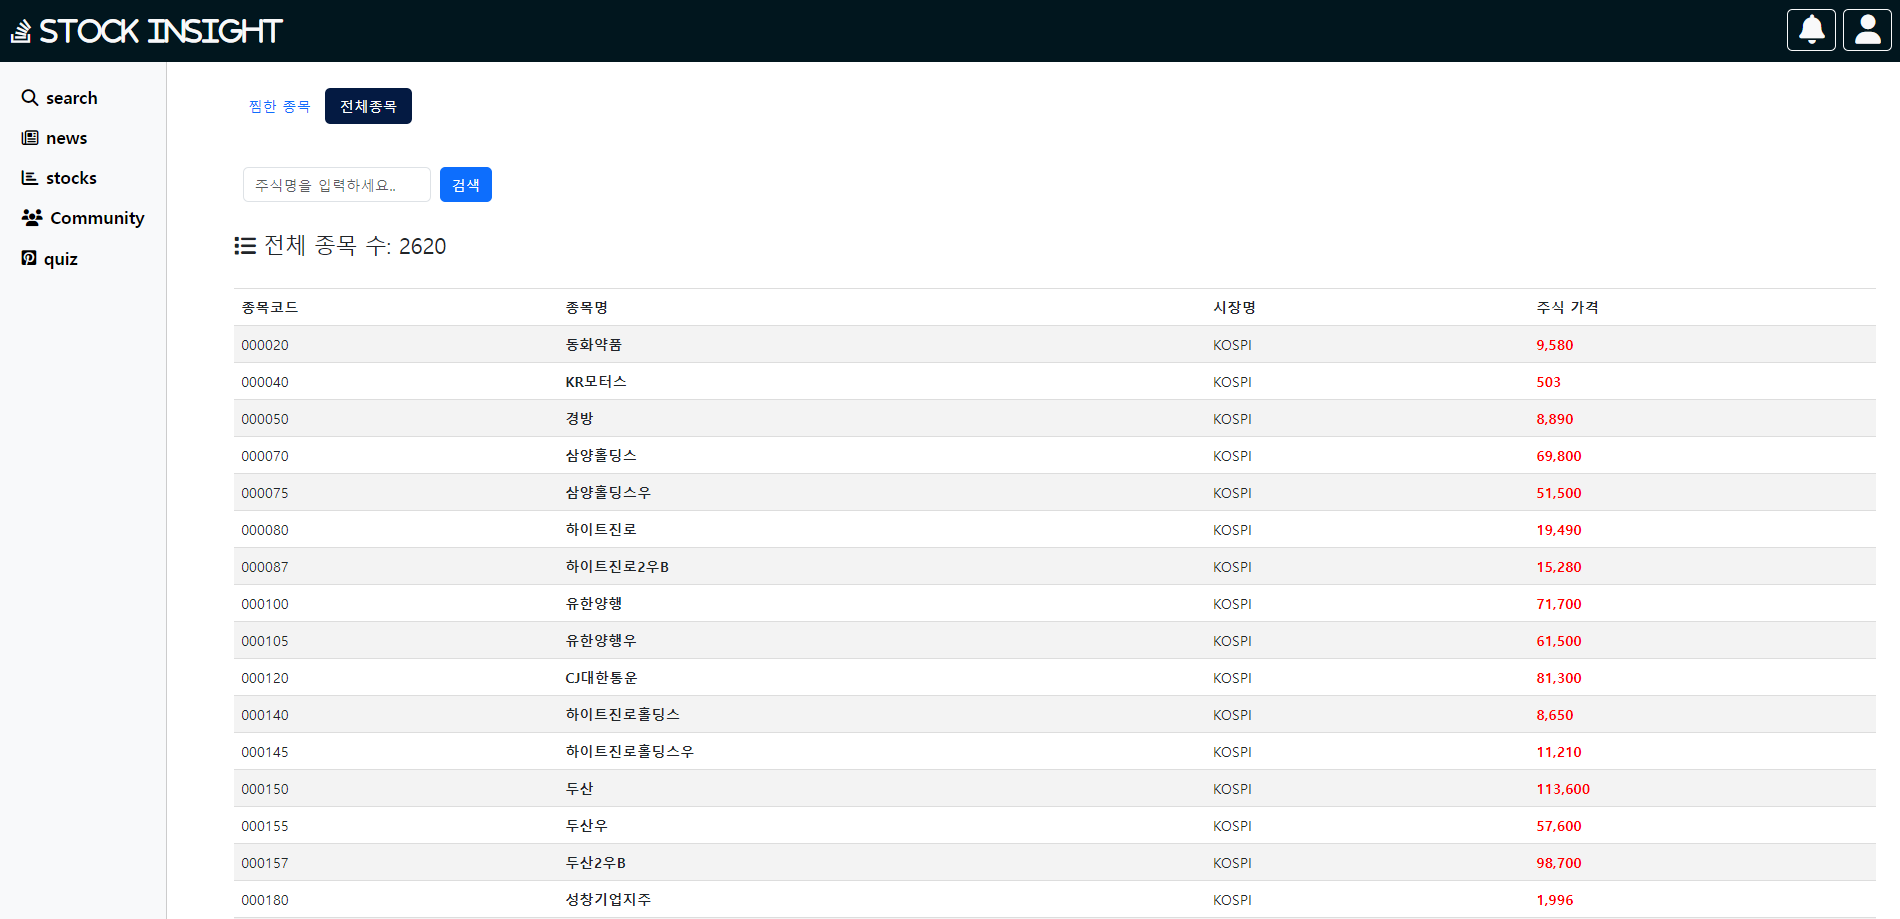 STOCK INSIGHT
search
news
stocks
Community
quiz
찜한 종목 전체종목
주식명을 입력하세요.. 검색
전체 종목 수: 2620
종목코드 종목명 시장명 주식 가격
000020 동화약품 KOSPI 9,580
000040 KR모터스 KOSPI 503
000050 경방 KOSPI 8,890
000070 삼양홀딩스 KOSPI 69,800
000075 삼양홀딩스우 KOSPI 51,500
000080 하이트진로 KOSPI 19,490
000087 하이트진로2우B KOSPI 15,280
000100 유한양행 KOSPI 71,700
000105 유한양행우 KOSPI 61,500
000120 CJ대한통운 KOSPI 81,300
000140 하이트진로홀딩스 KOSPI 8,650
000145 하이트진로홀딩스우 KOSPI 11,210
000150 두산 KOSPI 113,600
000155 두산우 KOSPI 57,600
000157 두산2우B KOSPI 98,700
000180 성창기업지주 KOSPI 1,996